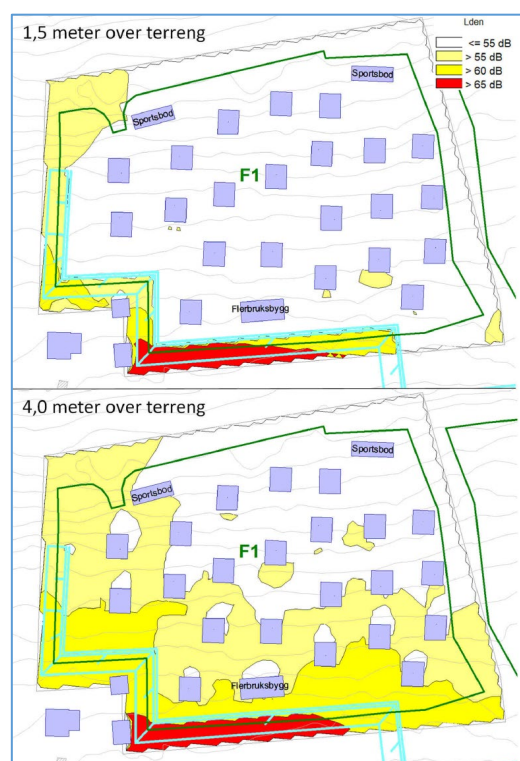 1,5 meter over terreng
Lden
<= 55 dB
> 55 dB
> 60 dB
> 65 dB
Sportsbod
Sportsbod
F1
Flerbruksbygg
4,0 meter over terreng
Sportsbod
Sportsbod
F1
Flerbruksbygg